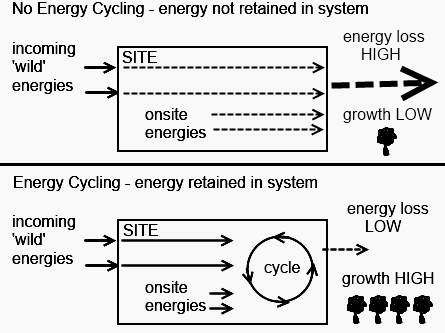 No Energy Cycling - energy not retained in system
incoming
'wild'
energies
SITE
onsite
energies
energy loss
HIGH
growth LOW
Energy Cycling - energy retained in system
incoming
'wild'
energies
SITE
onsite
energies
cycle
energy loss
LOW
growth HIGH